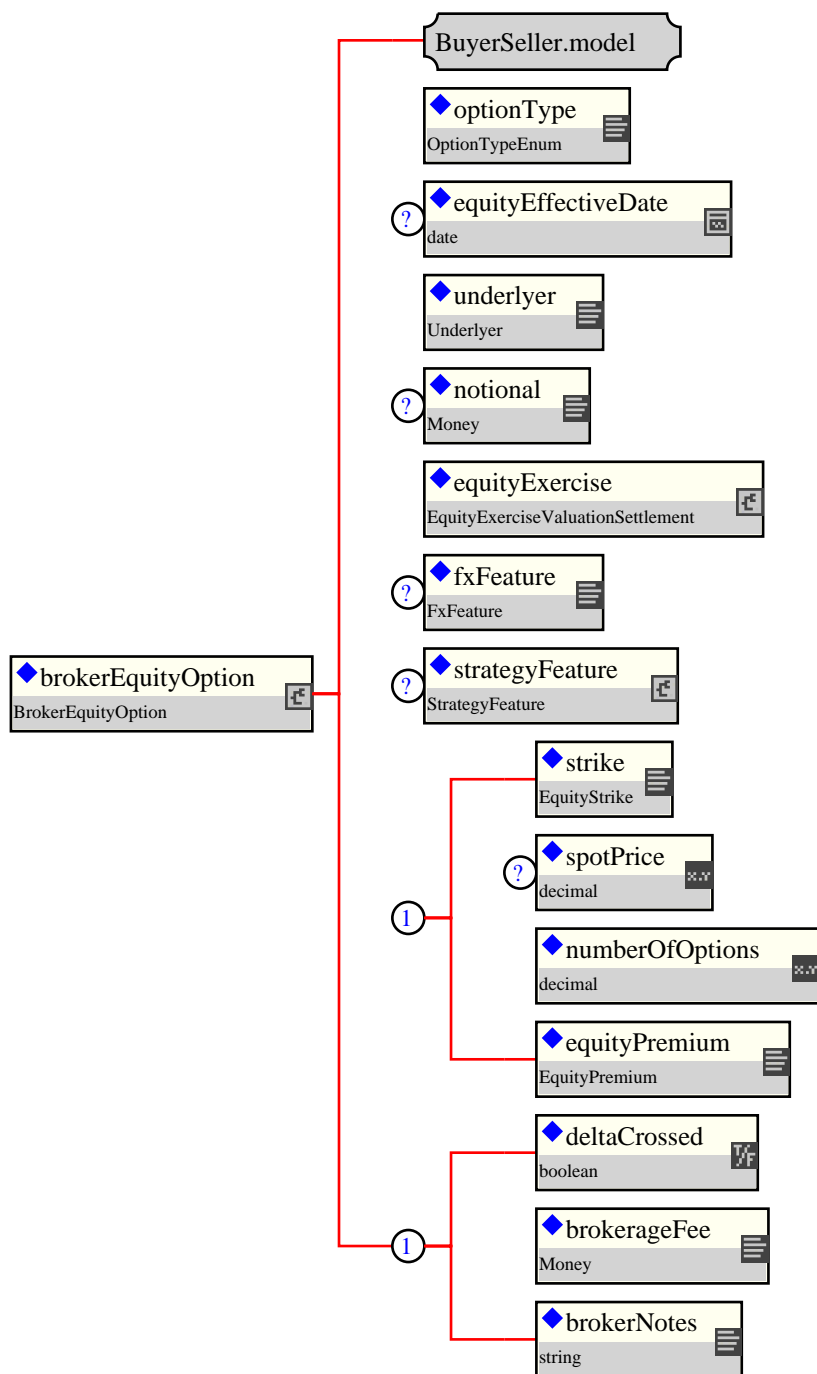 BuyerSeller.model
optionType
OptionTypeEnum
?
equityEffectiveDate
date
underlyer
Underlyer
?
notional
Money
equityExercise
EquityExerciseValuationSettlement
?
fxFeature
FxFeature
brokerEquityOption
BrokerEquityOption
?
strategyFeature
StrategyFeature
strike
EquityStrike
?
spotPrice
decimal
x.y
1
numberOfOptions
decimal
x.y
equityPremium
EquityPremium
deltaCrossed
boolean
T/F
1
brokerageFee
Money
brokerNotes
string